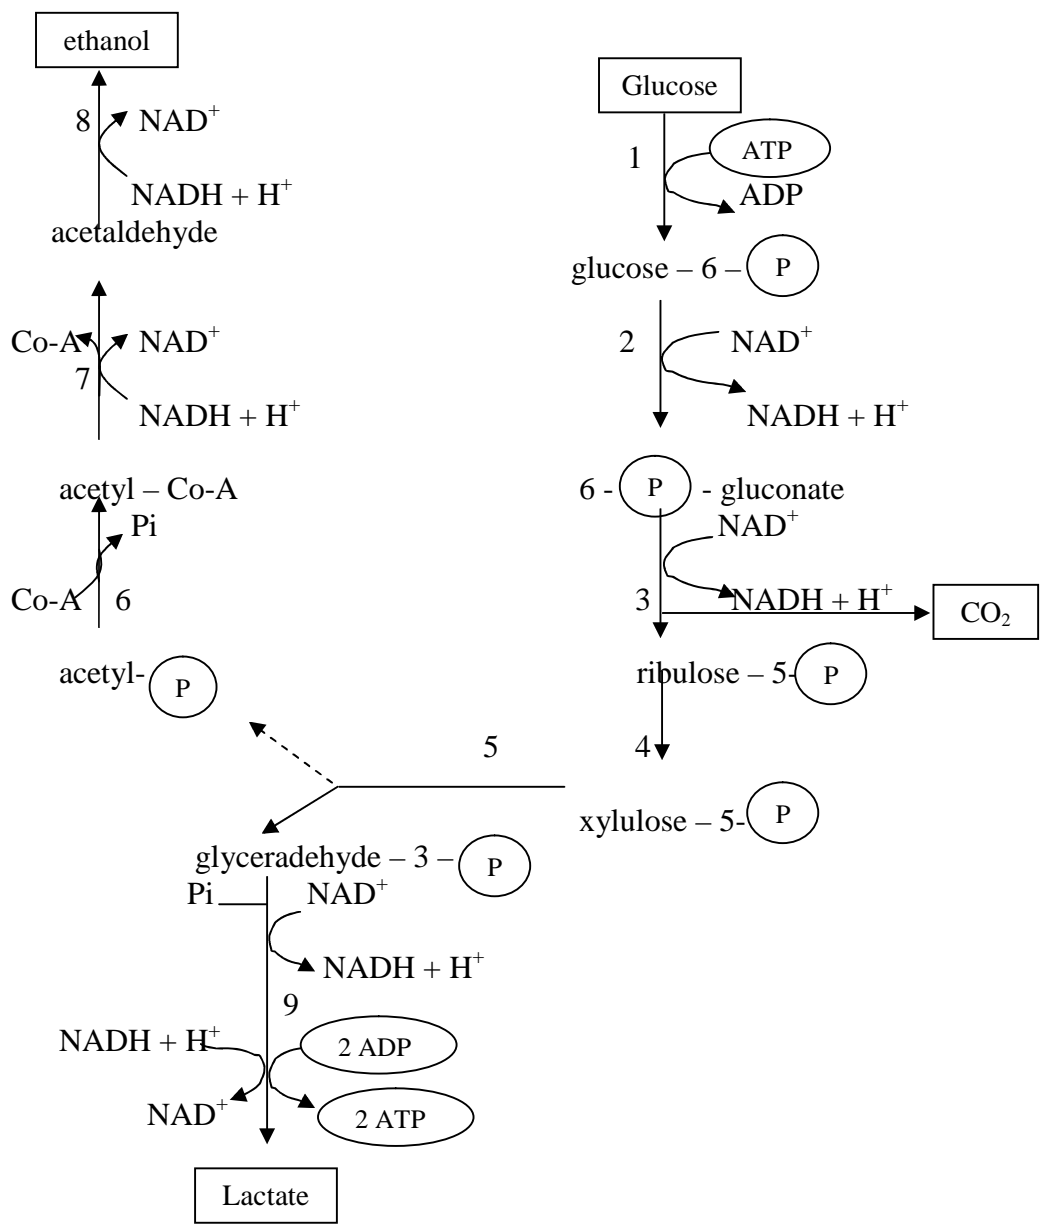 ethanol
8
NAD+
NADH + H+
acetaldehyde
Co-A
NAD+
7
NADH + H+
acetyl – Co-A
Pi
Co-A
6
acetyl-
P
Glucose
1
ATP
ADP
glucose – 6 –
P
2
NAD+
NADH + H+
6 -
P
- gluconate
NAD+
3
NADH + H+
CO₂
ribulose – 5-
P
4
5
xylulose – 5-
P
glyceradehyde – 3 –
P
Pi
NAD+
NADH + H+
9
NADH + H+
2 ADP
NAD+
2 ATP
Lactate